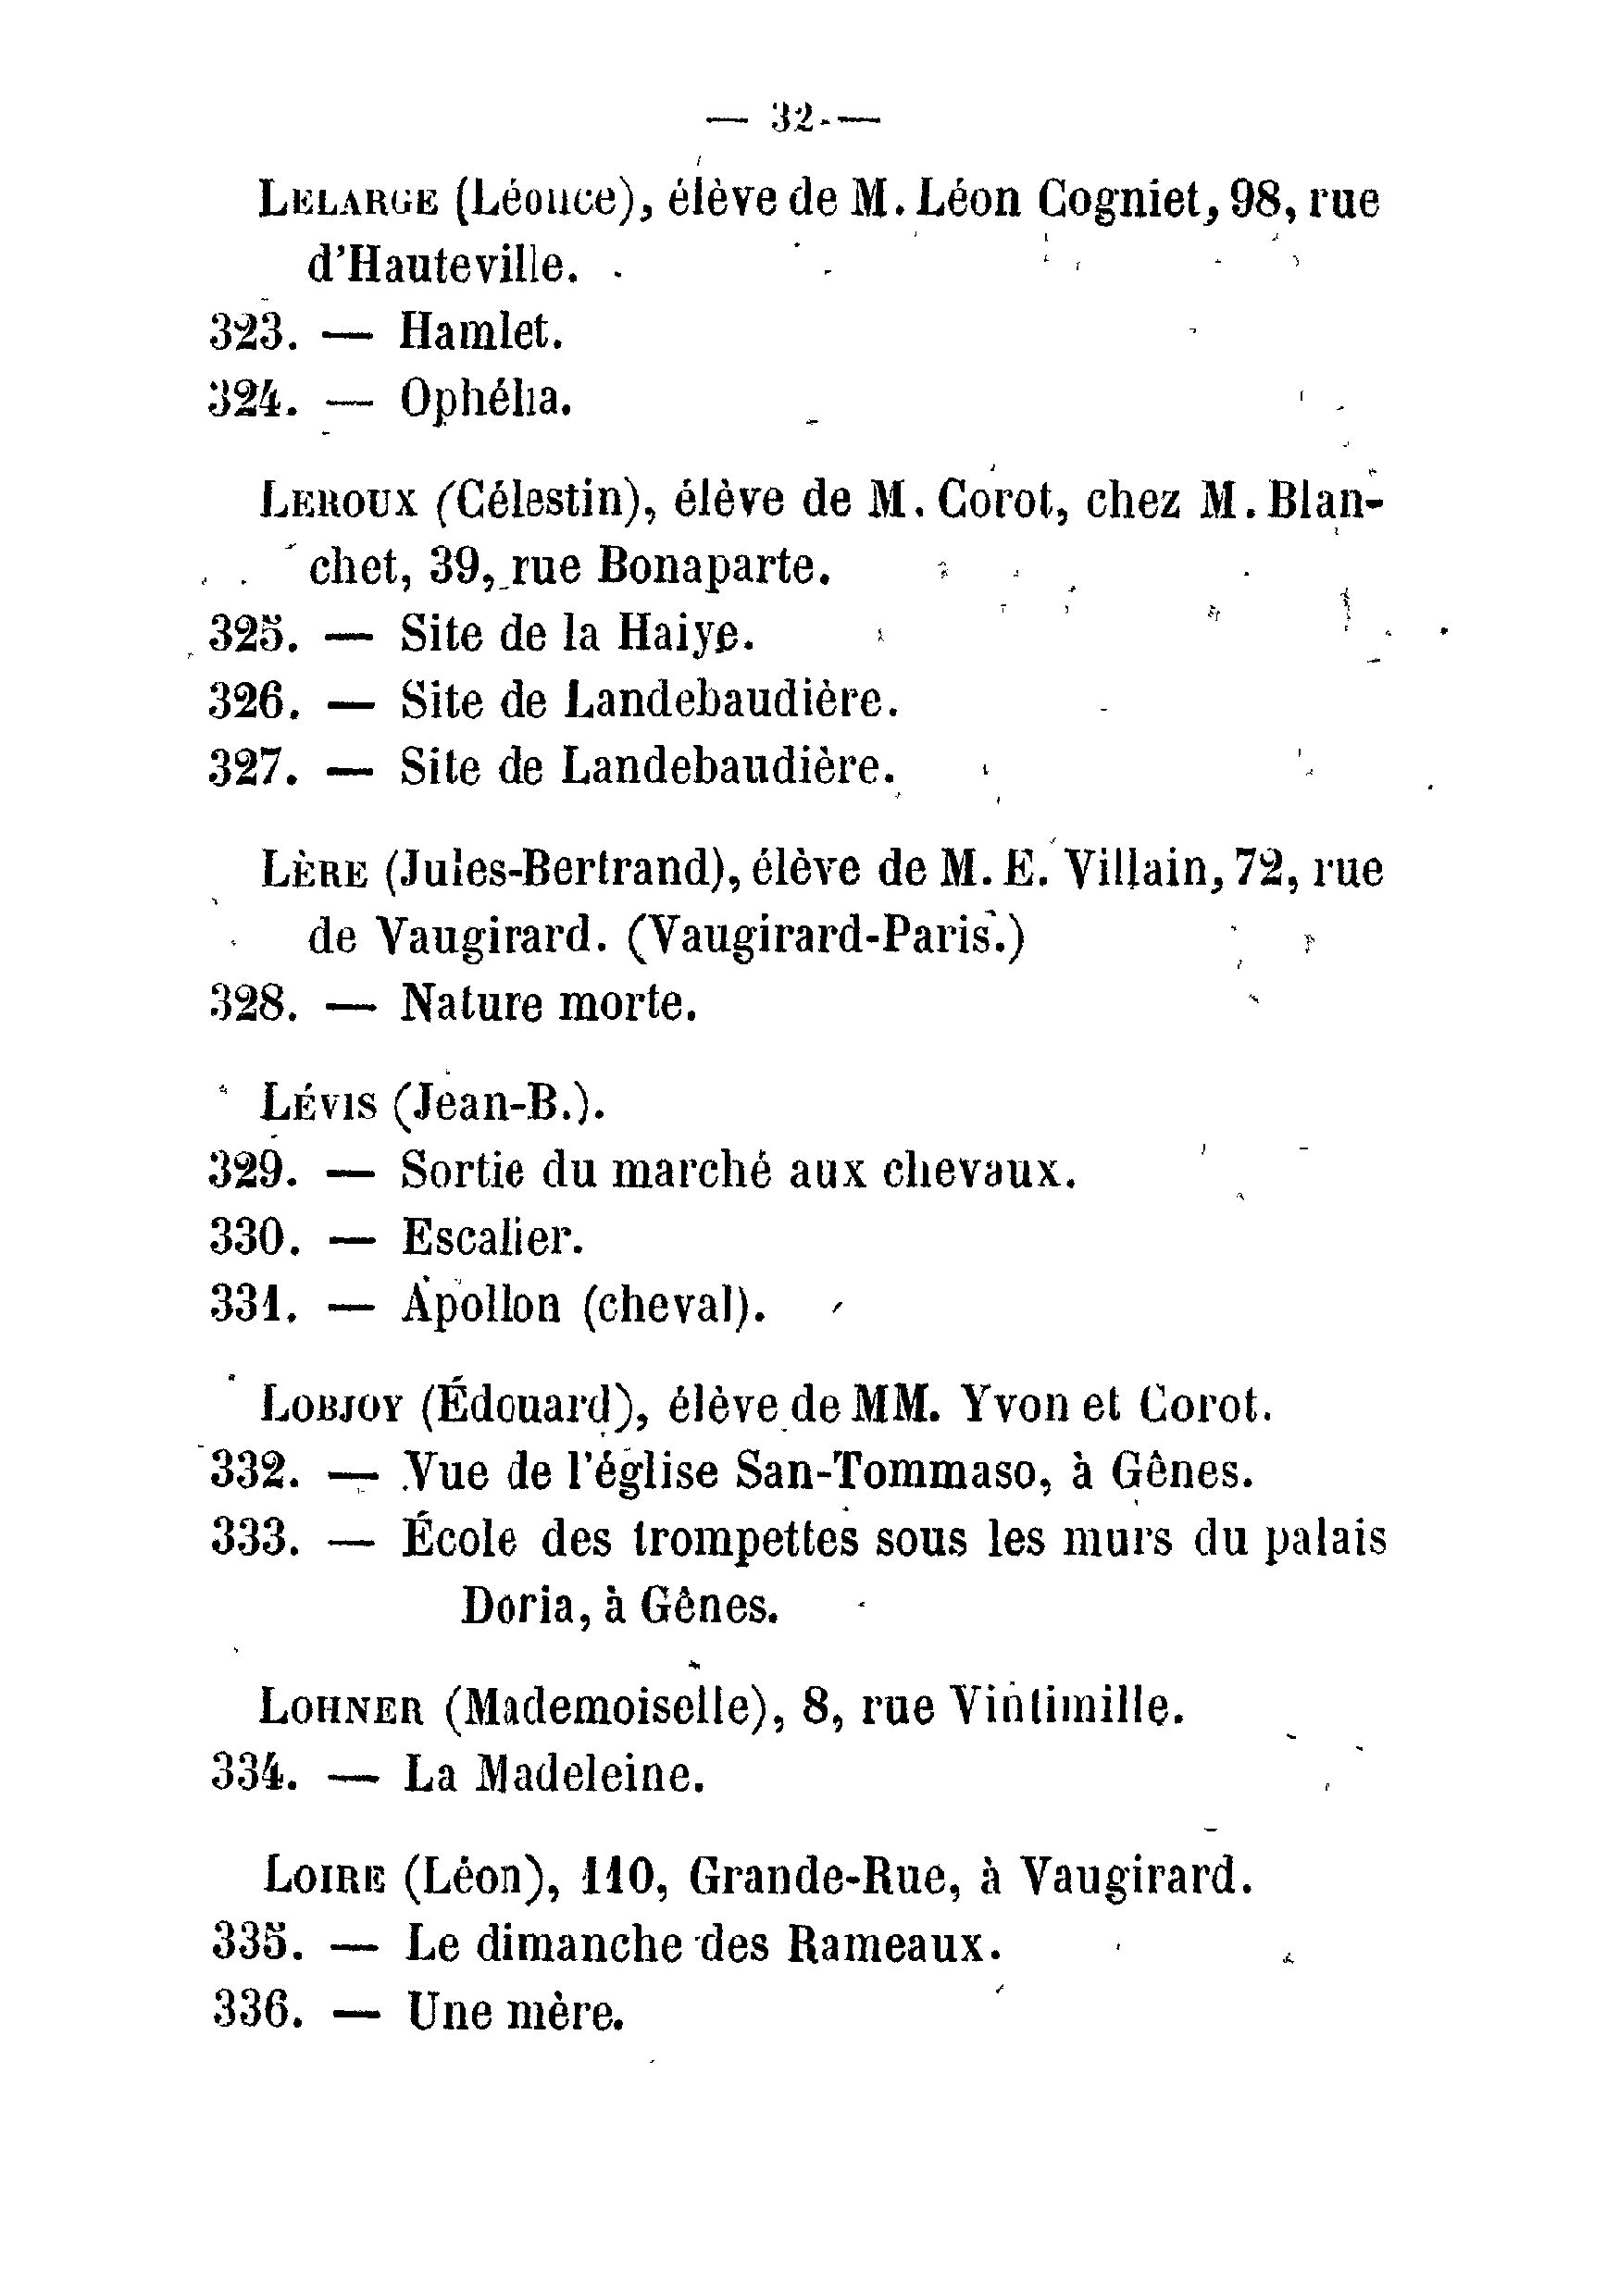 — 32 —
LELARGE (Léonce), élève de M. Léon Cogniet, 98, rue
d'Hauteville.
323. — Hamlet.
324. — Ophélia.
LEROUX (Célestin), élève de M. Corot, chez M. Blan-
chet, 39, rue Bonaparte.
325. — Site de la Haiye.
326. — Site de Landebaudière.
327. — Site de Landebaudière.
LÈRE (Jules-Bertrand), élève de M. E. Villain, 72, rue
de Vaugirard. (Vaugirard-Paris.)
328. — Nature morte.
LÉVIS (Jean-B.).
329. — Sortie du marché aux chevaux.
330. — Escalier.
331. — Apollon (cheval).
LOBJOY (Édouard), élève de MM. Yvon et Corot.
332. — Vue de l'église San-Tommaso, à Gênes.
333. — École des trompettes sous les murs du palais
Doria, à Gênes.
LOHNER (Mademoiselle), 8, rue Vintimille.
334. — La Madeleine.
LOIRE (Léon), 110, Grande-Rue, à Vaugirard.
335. — Le dimanche des Rameaux.
336. — Une mère.